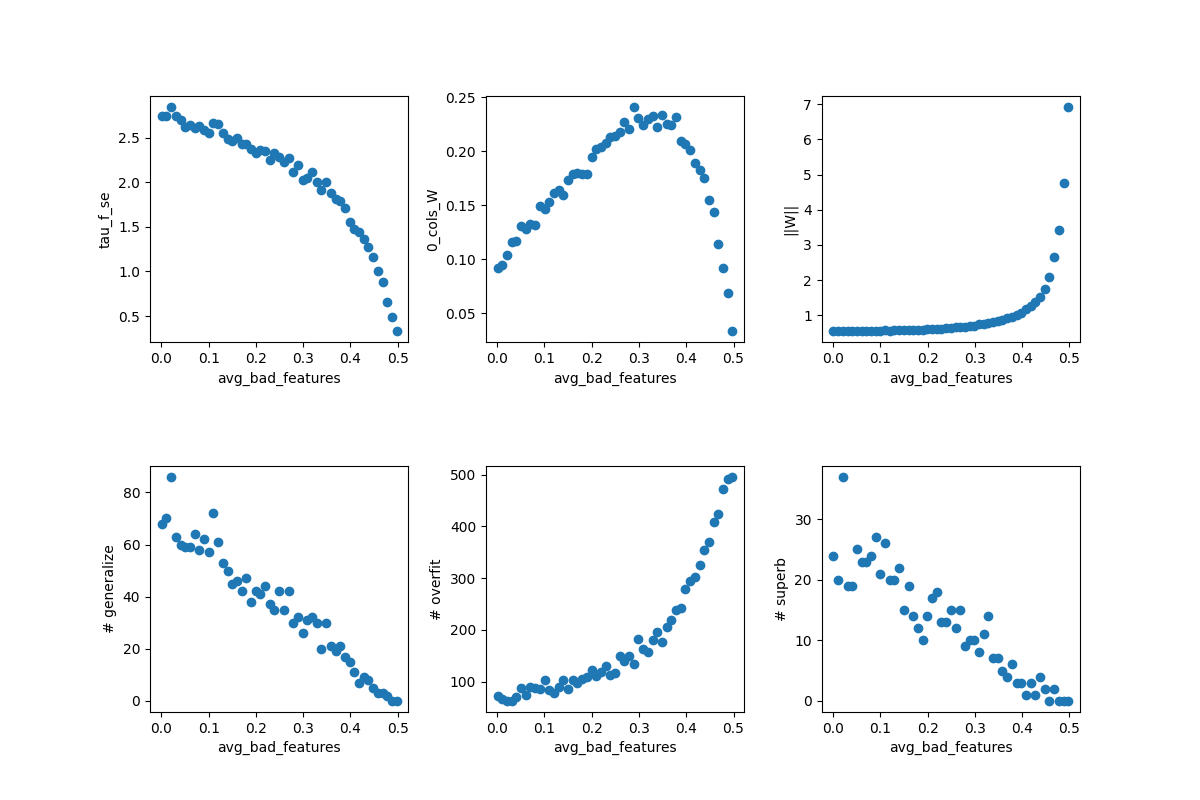 tau_f_se
2.5
2.0
1.5
1.0
0.5
0.0 0.1 0.2 0.3 0.4 0.5
avg_bad_features
0_cols_W
0.25
0.20
0.15
0.10
0.05
0.0 0.1 0.2 0.3 0.4 0.5
avg_bad_features
||W||
7
6
5
4
3
2
1
0.0 0.1 0.2 0.3 0.4 0.5
avg_bad_features
# generalize
80
60
40
20
0
0.0 0.1 0.2 0.3 0.4 0.5
avg_bad_features
# overfit
500
400
300
200
100
0.0 0.1 0.2 0.3 0.4 0.5
avg_bad_features
# superb
30
20
10
0
0.0 0.1 0.2 0.3 0.4 0.5
avg_bad_features